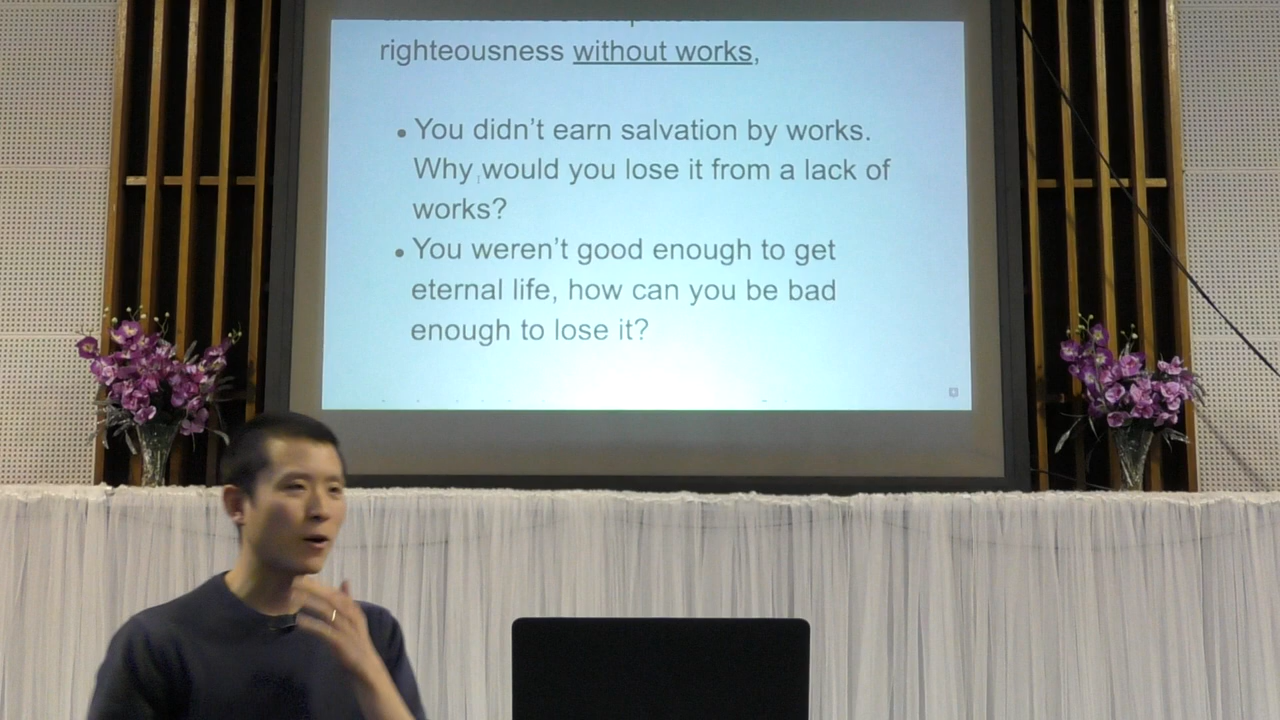 righteousness without works,
• You didn't earn salvation by works.
Why would you lose it from a lack of
works?
• You weren't good enough to get
eternal life, how can you be bad
enough to lose it?